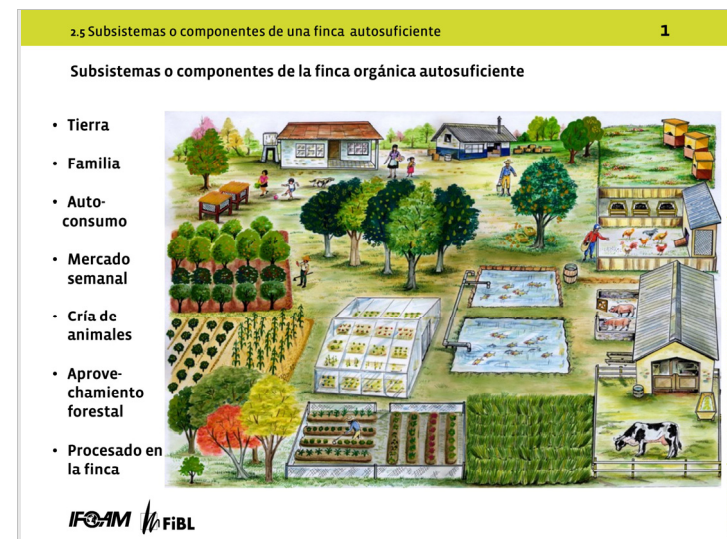 2.5 Subsistemas o componentes de una finca autosuficiente
1
Subsistemas o componentes de la finca orgánica autosuficiente
• Tierra
- Familia
• Auto-
consumo
• Mercado
semanal
- Cría de
animales
• Aprove-
chamiento
forestal
• Procesado en
la finca
IFOAM
FiBL